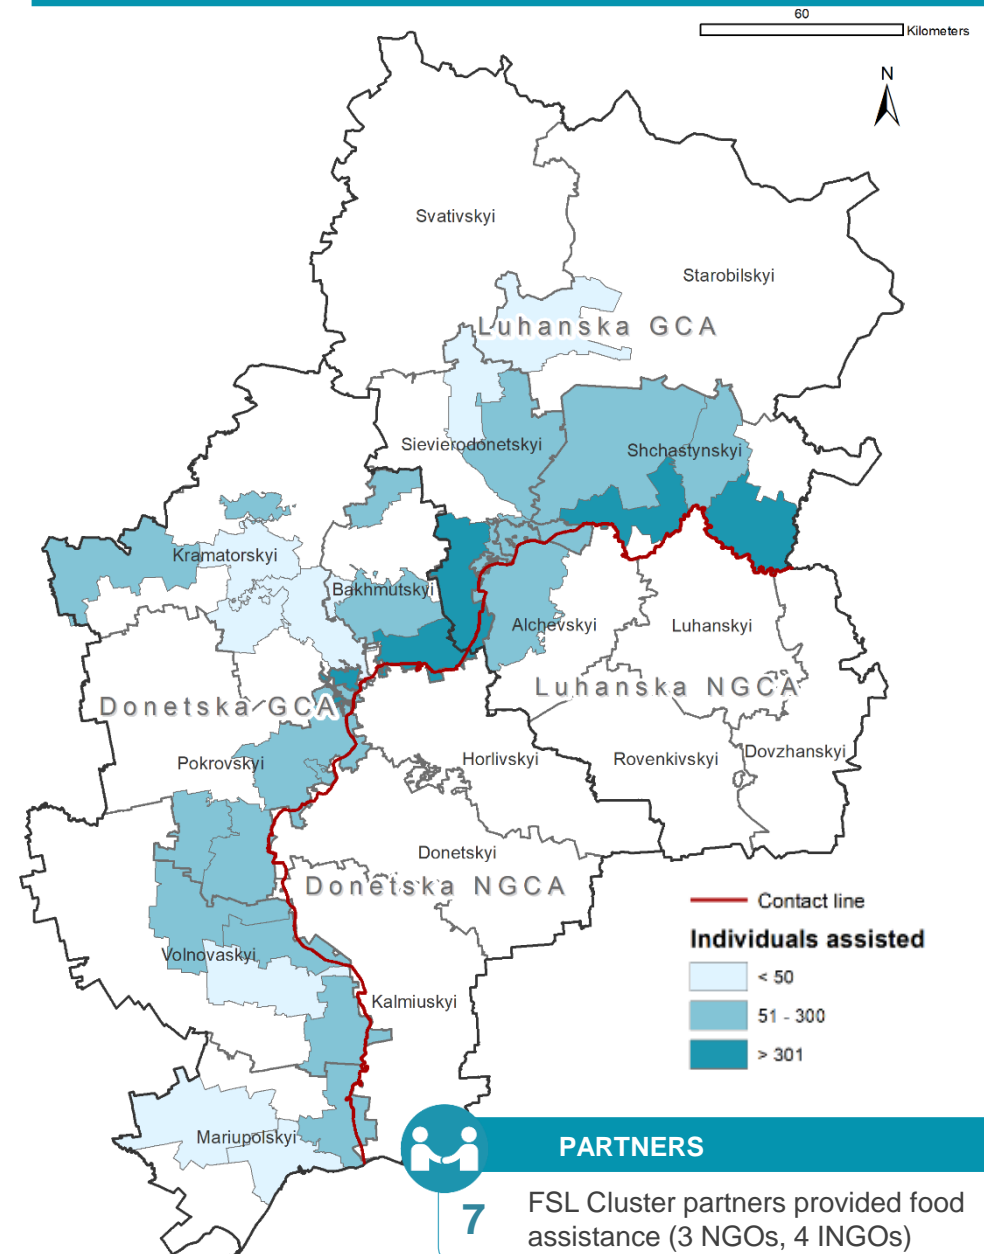 60
Kilometers
N
Svativskyi
Starobilskyi
Luhanska GCA
Sievierodonetskyi
Shchastynskyi
Kramatorskyi
Bakhmutskyi
Alchevskyi
Luhanskyi
Luhanska NGCA
Donetska GCA
Pokrovskyi
Horlivskyi
Rovenkivskyi
Dovzhanskyi
Donetskyi
Donetska NGCA
Contact line
Individuals assisted
< 50
51 - 300
> 301
Volnovaskyi
Kalmiuskyi
Mariupolskyi
PARTNERS
7
FSL Cluster partners provided food
assistance (3 NGOs, 4 INGOs)